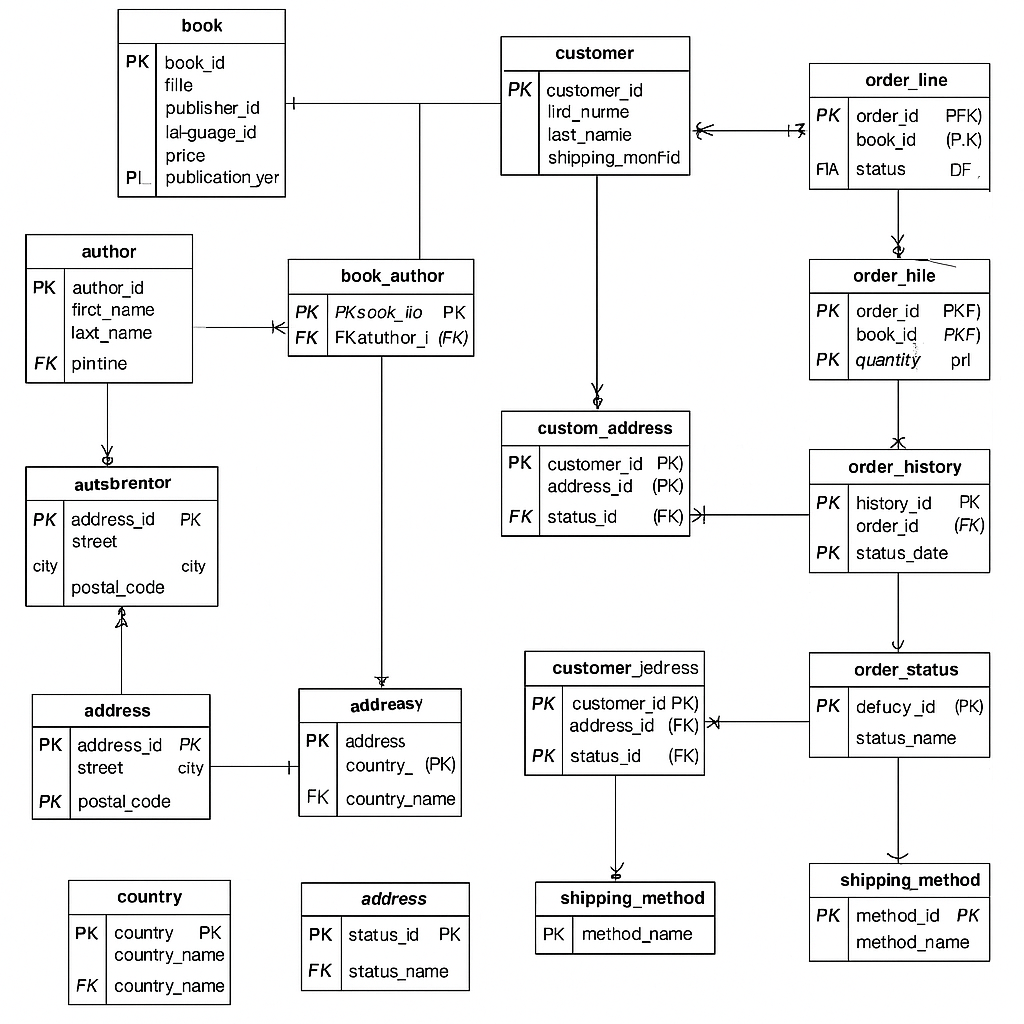 book
PK book_id
fille
publisher_id
lal-guage_id
price
PI_ publication_yer
customer
PK customer_id
lird_nurme
last_namie
shipping_monFid
order_line
PK order_id PFK)
book_id (P.K)
FIA status DF .
author
PK author_id
firct_name
laxt_name
FK pintine
book_author
PK PKsook_iio PK
FK FKatuthor_i (FK)
order_hile
PK order_id PKF)
book_id PKF)
PK quantity prl
autsbrentor
PK address_id PK
street
city city
postal_code
custom_address
PK customer_id PK)
address_id (PK)
FK status_id (FK)
order_history
PK history_id PK
order_id (FK)
PK status_date
address
PK address_id PK
street city
PK postal_code
addreasy
PK address
country_ (PK)
FK country_name
customer_jedress
PK customer_id PK)
address_id (FK)
PK status_id (FK)
order_status
PK defucy_id (PK)
status_name
country
PK country PK
country_name
FK country_name
address
PK status_id PK
FK status_name
shipping_method
PK method_name
shipping_method
PK method_id PK
method_name